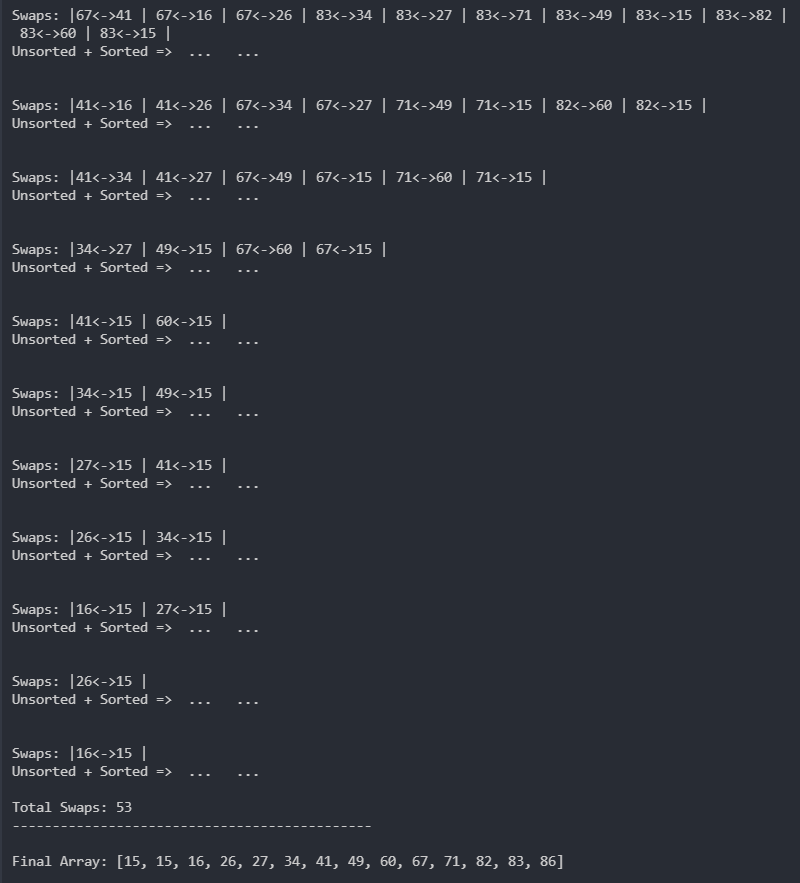 Swaps: |67<->41 | 67<->16 | 67<->26 | 83<->34 | 83<->27 | 83<->71 | 83<->49 | 83<->15 | 83<->82 |
83<->60 | 83<->15 |
Unsorted + Sorted =>  ...   ...
Swaps: |41<->16 | 41<->26 | 67<->34 | 67<->27 | 71<->49 | 71<->15 | 82<->60 | 82<->15 |
Unsorted + Sorted =>  ...   ...
Swaps: |41<->34 | 41<->27 | 67<->49 | 67<->15 | 71<->60 | 71<->15 |
Unsorted + Sorted =>  ...   ...
Swaps: |34<->27 | 49<->15 | 67<->60 | 67<->15 |
Unsorted + Sorted =>  ...   ...
Swaps: |41<->15 | 60<->15 |
Unsorted + Sorted =>  ...   ...
Swaps: |34<->15 | 49<->15 |
Unsorted + Sorted =>  ...   ...
Swaps: |27<->15 | 41<->15 |
Unsorted + Sorted =>  ...   ...
Swaps: |26<->15 | 34<->15 |
Unsorted + Sorted =>  ...   ...
Swaps: |16<->15 | 27<->15 |
Unsorted + Sorted =>  ...   ...
Swaps: |26<->15 |
Unsorted + Sorted =>  ...   ...
Swaps: |16<->15 |
Unsorted + Sorted =>  ...   ...
Total Swaps: 53
---------------------------------------------
Final Array: [15, 15, 16, 26, 27, 34, 41, 49, 60, 67, 71, 82, 83, 86]